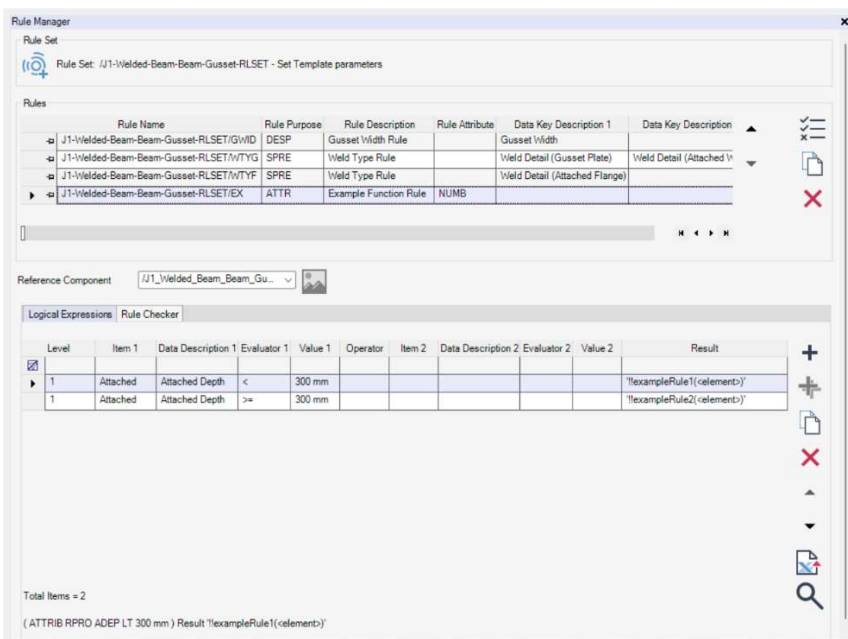 Rule Manager
Rule Set
Rule Set: /J1-Welded-Beam-Beam-Gusset-RLSET - Set Template parameters
Rules
Rule Name Rule Purpose Rule Description Rule Attribute Data Key Description 1 Data Key Description
J1-Welded-Beam-Beam-Gusset-RLSET/GWID DESP Gusset Width Rule Gusset Width
J1-Welded-Beam-Beam-Gusset-RLSET/WTYG SPRE Weld Type Rule Weld Detail (Gusset Plate) Weld Detail (Attached W
J1-Welded-Beam-Beam-Gusset-RLSET/WTYF SPRE Weld Type Rule Weld Detail (Attached Flange)
J1-Welded-Beam-Beam-Gusset-RLSET/EX ATTR Example Function Rule NUMB
Reference Component /J1_Welded_Beam_Beam_Gu...
Logical Expressions Rule Checker
Level Item 1 Data Description 1 Evaluator 1 Value 1 Operator Item 2 Data Description 2 Evaluator 2 Value 2 Result
1 Attached Attached Depth < 300 mm '!!exampleRule1(<element>)'
1 Attached Attached Depth >= 300 mm '!!exampleRule2(<element>)'
Total Items = 2
( ATTRIB RPRO ADEP LT 300 mm ) Result '!!exampleRule1(<element>)'